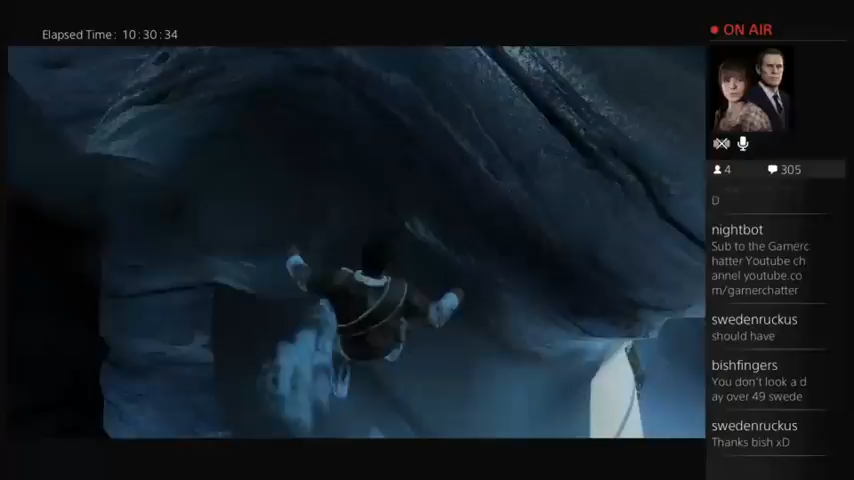 Elapsed Time: 10:30:34
ON AIR
4
305
D
nightbot
Sub to the Gamerc
hatter Youtube ch
annel youtube.co
m/gamerchatter
swedenruckus
should have
bishfingers
You don't look a d
ay over 49 swede
swedenruckus
Thanks bish xD